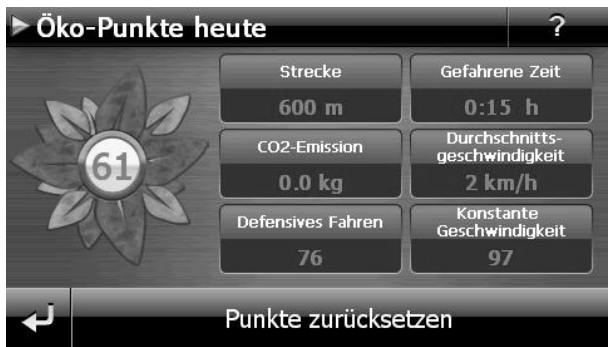 Öko-Punkte heute
?
61
Strecke
600 m
Gefahrene Zeit
0:15 h
CO2-Emission
0.0 kg
Durchschnitts-
geschwindigkeit
2 km/h
Defensives Fahren
76
Konstante
Geschwindigkeit
97
Punkte zurücksetzen